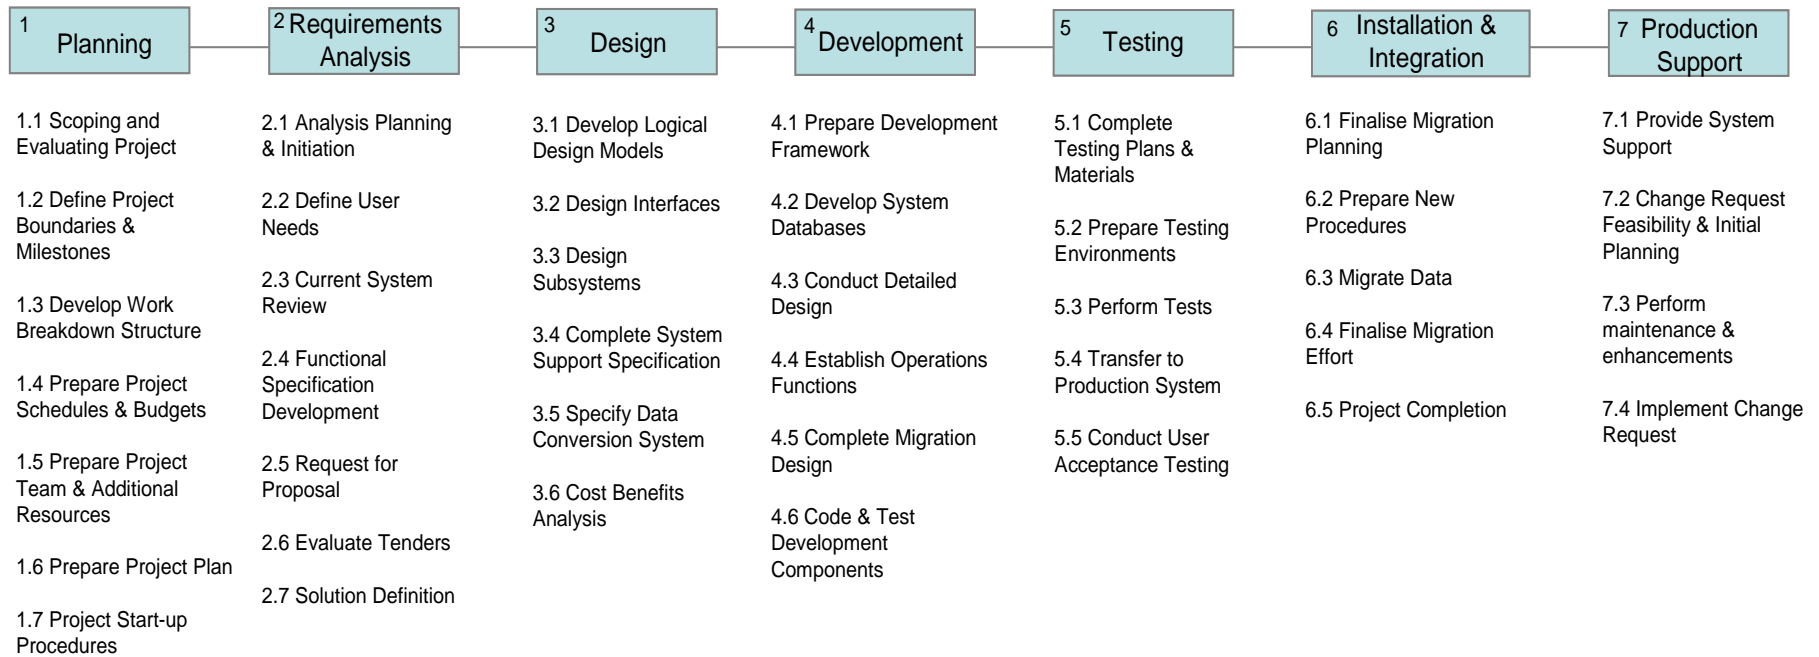 1
Planning
2 Requirements
Analysis
3
Design
4
Development
5
Testing
6 Installation &
Integration
7 Production
Support
1.1 Scoping and
Evaluating Project
1.2 Define Project
Boundaries &
Milestones
1.3 Develop Work
Breakdown Structure
1.4 Prepare Project
Schedules & Budgets
1.5 Prepare Project
Team & Additional
Resources
1.6 Prepare Project Plan
1.7 Project Start-up
Procedures
2.1 Analysis Planning
& Initiation
2.2 Define User
Needs
2.3 Current System
Review
2.4 Functional
Specification
Development
2.5 Request for
Proposal
2.6 Evaluate Tenders
2.7 Solution Definition
3.1 Develop Logical
Design Models
3.2 Design Interfaces
3.3 Design
Subsystems
3.4 Complete System
Support Specification
3.5 Specify Data
Conversion System
3.6 Cost Benefits
Analysis
4.1 Prepare Development
Framework
4.2 Develop System
Databases
4.3 Conduct Detailed
Design
4.4 Establish Operations
Functions
4.5 Complete Migration
Design
4.6 Code & Test
Development
Components
5.1 Complete
Testing Plans &
Materials
5.2 Prepare Testing
Environments
5.3 Perform Tests
5.4 Transfer to
Production System
5.5 Conduct User
Acceptance Testing
6.1 Finalise Migration
Planning
6.2 Prepare New
Procedures
6.3 Migrate Data
6.4 Finalise Migration
Effort
6.5 Project Completion
7.1 Provide System
Support
7.2 Change Request
Feasibility & Initial
Planning
7.3 Perform
maintenance &
enhancements
7.4 Implement Change
Request